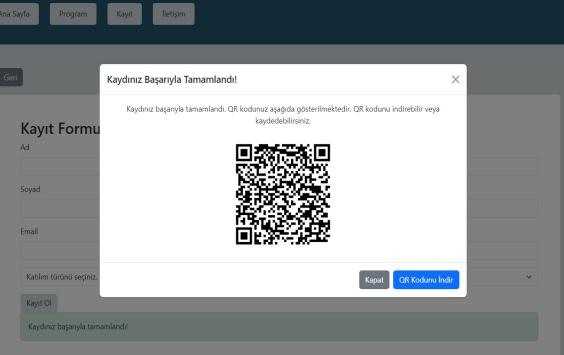 Ana Sayfa
Program
Kayıt
İletişim
Geri
Kaydınız Başarıyla Tamamlandı!
Kaydınız başarıyla tamamlandı. QR kodunuz aşağıda gösterilmektedir. QR kodunu indirebilir veya
kaydedebilirsiniz.
Kapat
QR Kodunu İndir
Kayıt Formu
Ad
Soyad
Email
Katılım türünü seçiniz.
Kayıt Ol
Kaydınız başarıyla tamamlandı!